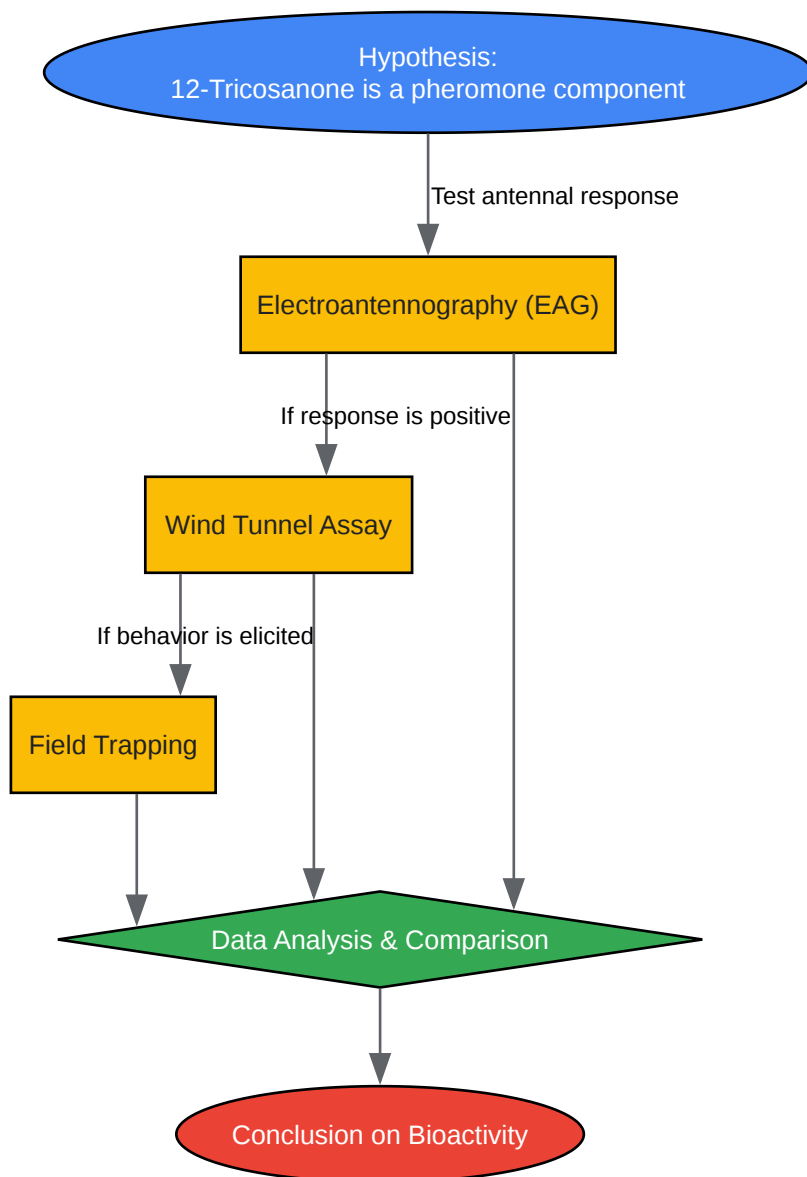 Hypothesis:
12-Tricosanone is a pheromone component
Test antennal response
Electroantennography (EAG)
If response is positive
Wind Tunnel Assay
If behavior is elicited
Field Trapping
Data Analysis & Comparison
Conclusion on Bioactivity